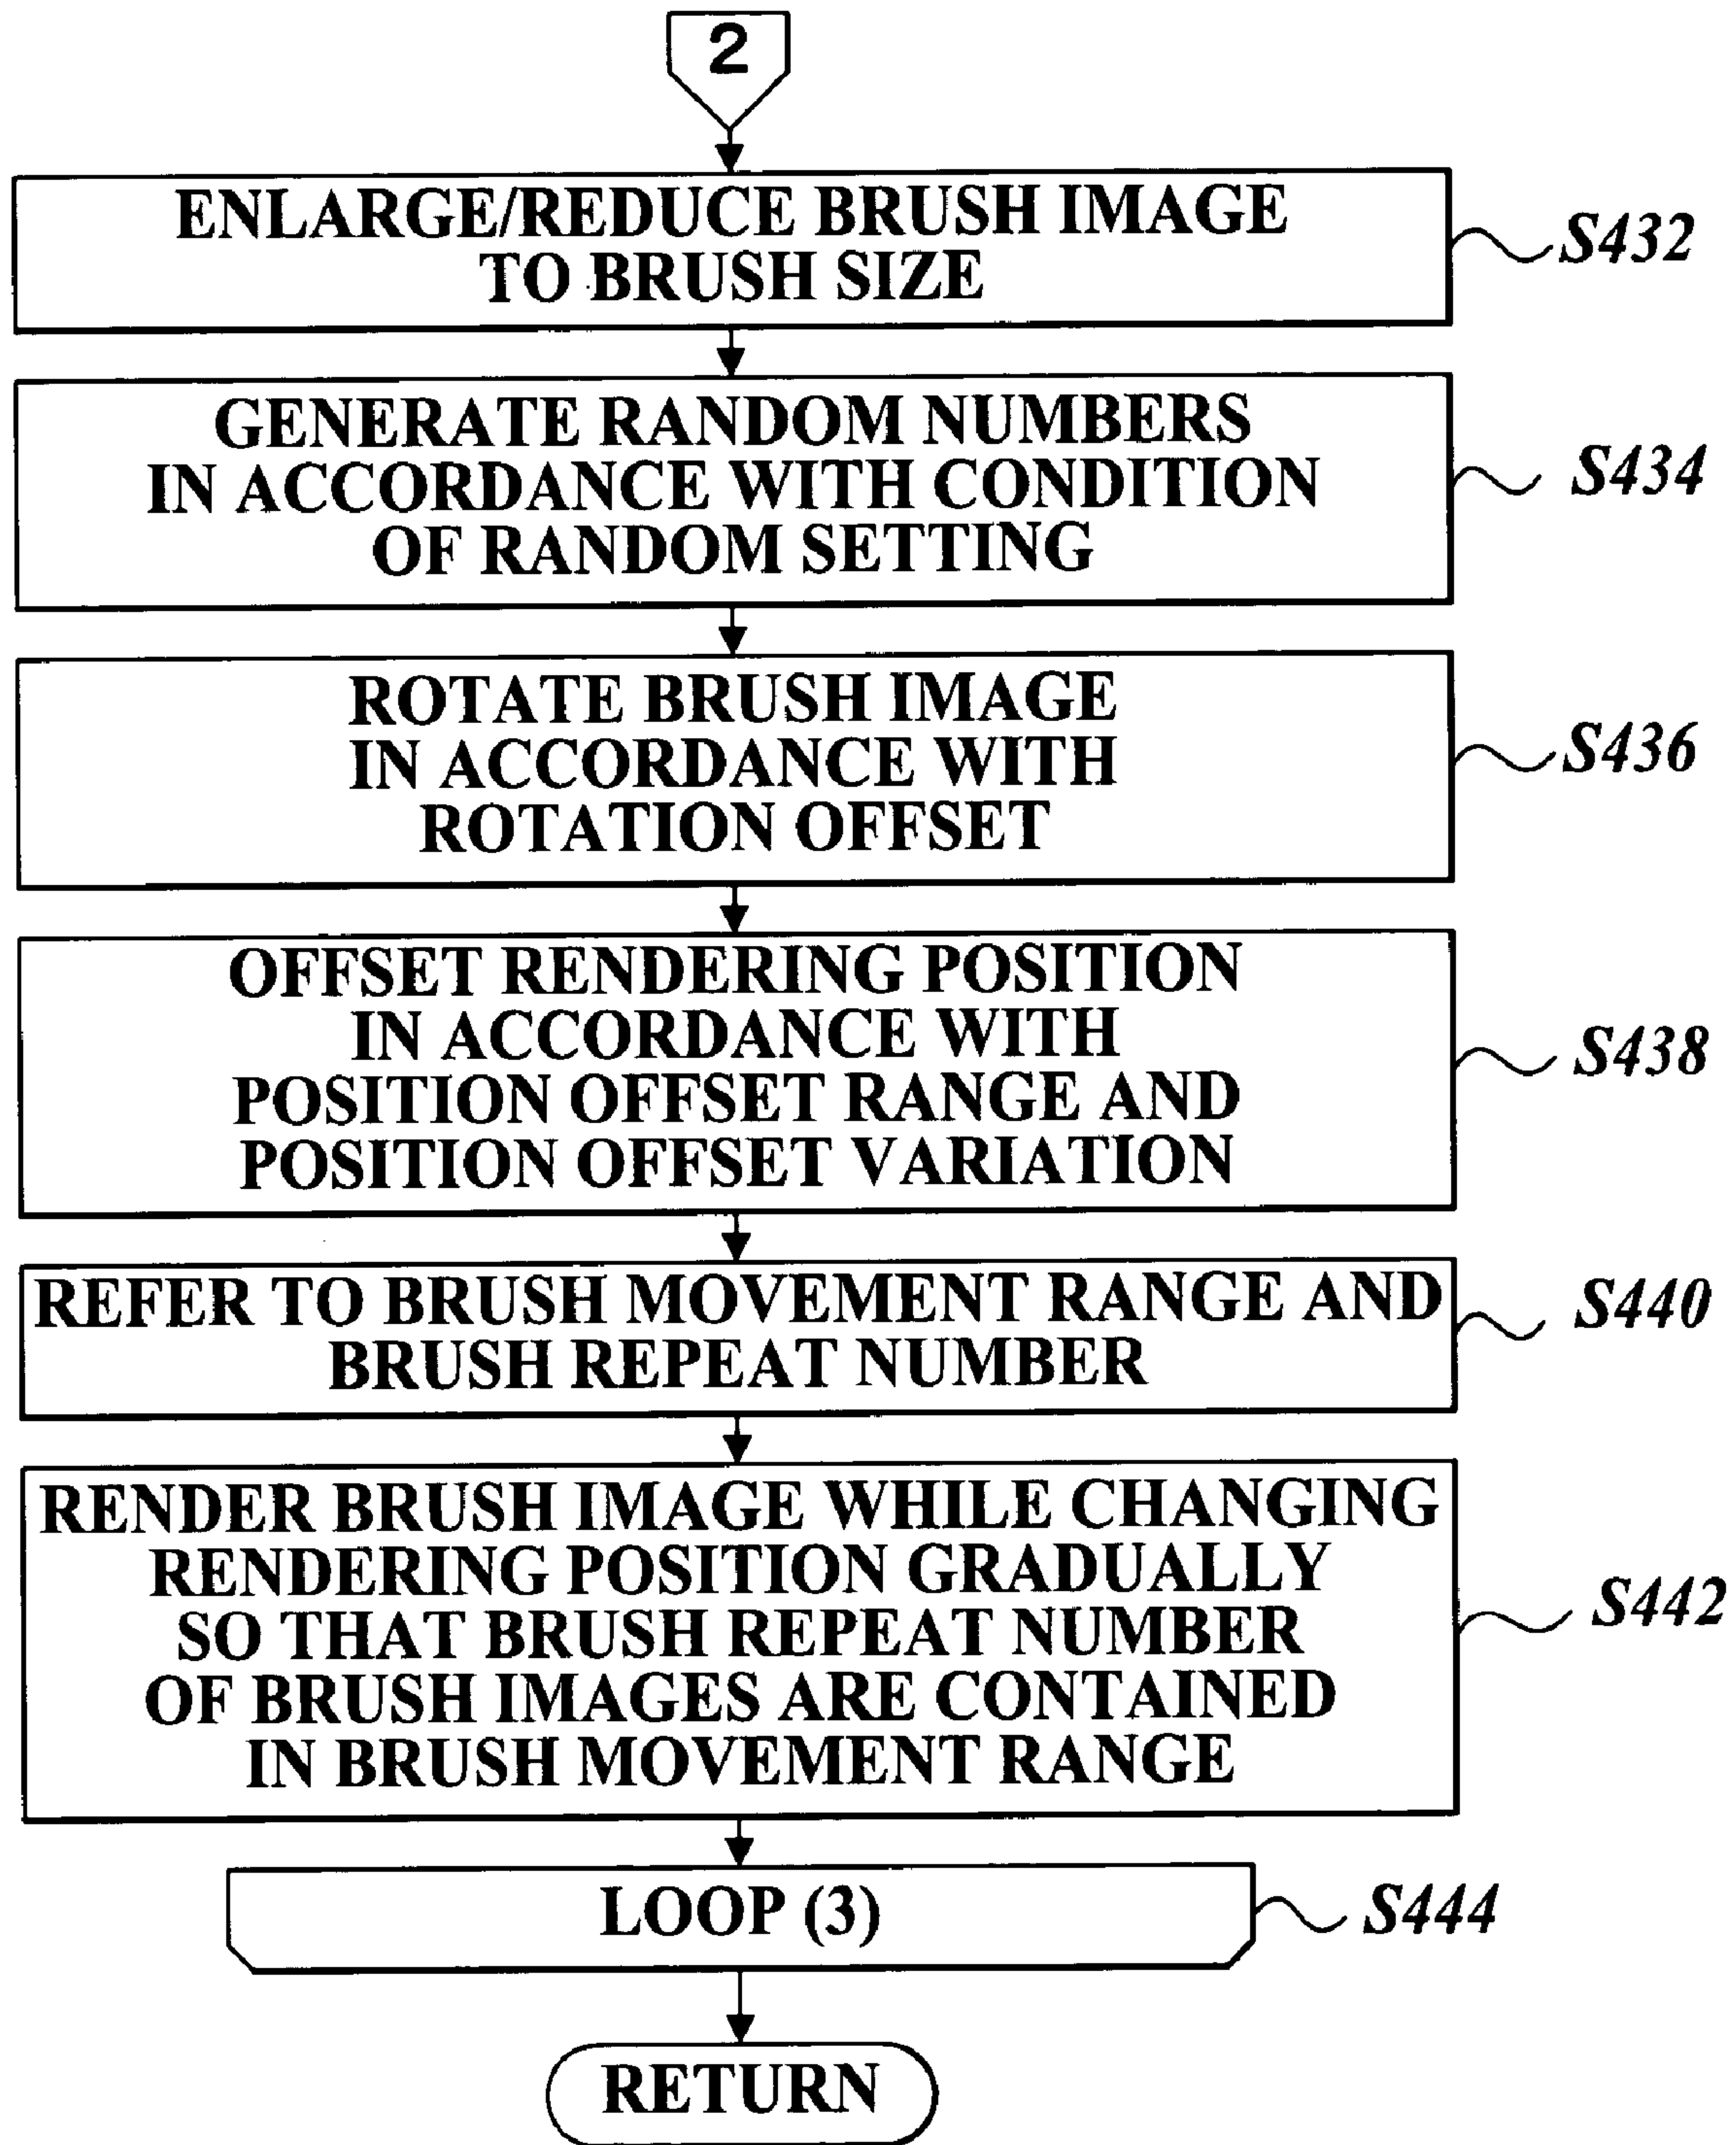 2
ENLARGE/REDUCE BRUSH IMAGE
TO BRUSH SIZE
S432
GENERATE RANDOM NUMBERS
IN ACCORDANCE WITH CONDITION
OF RANDOM SETTING
S434
ROTATE BRUSH IMAGE
IN ACCORDANCE WITH
ROTATION OFFSET
S436
OFFSET RENDERING POSITION
IN ACCORDANCE WITH
POSITION OFFSET RANGE AND
POSITION OFFSET VARIATION
S438
REFER TO BRUSH MOVEMENT RANGE AND
BRUSH REPEAT NUMBER
S440
RENDER BRUSH IMAGE WHILE CHANGING
RENDERING POSITION GRADUALLY
SO THAT BRUSH REPEAT NUMBER
OF BRUSH IMAGES ARE CONTAINED
IN BRUSH MOVEMENT RANGE
S442
LOOP (3)
S444
RETURN